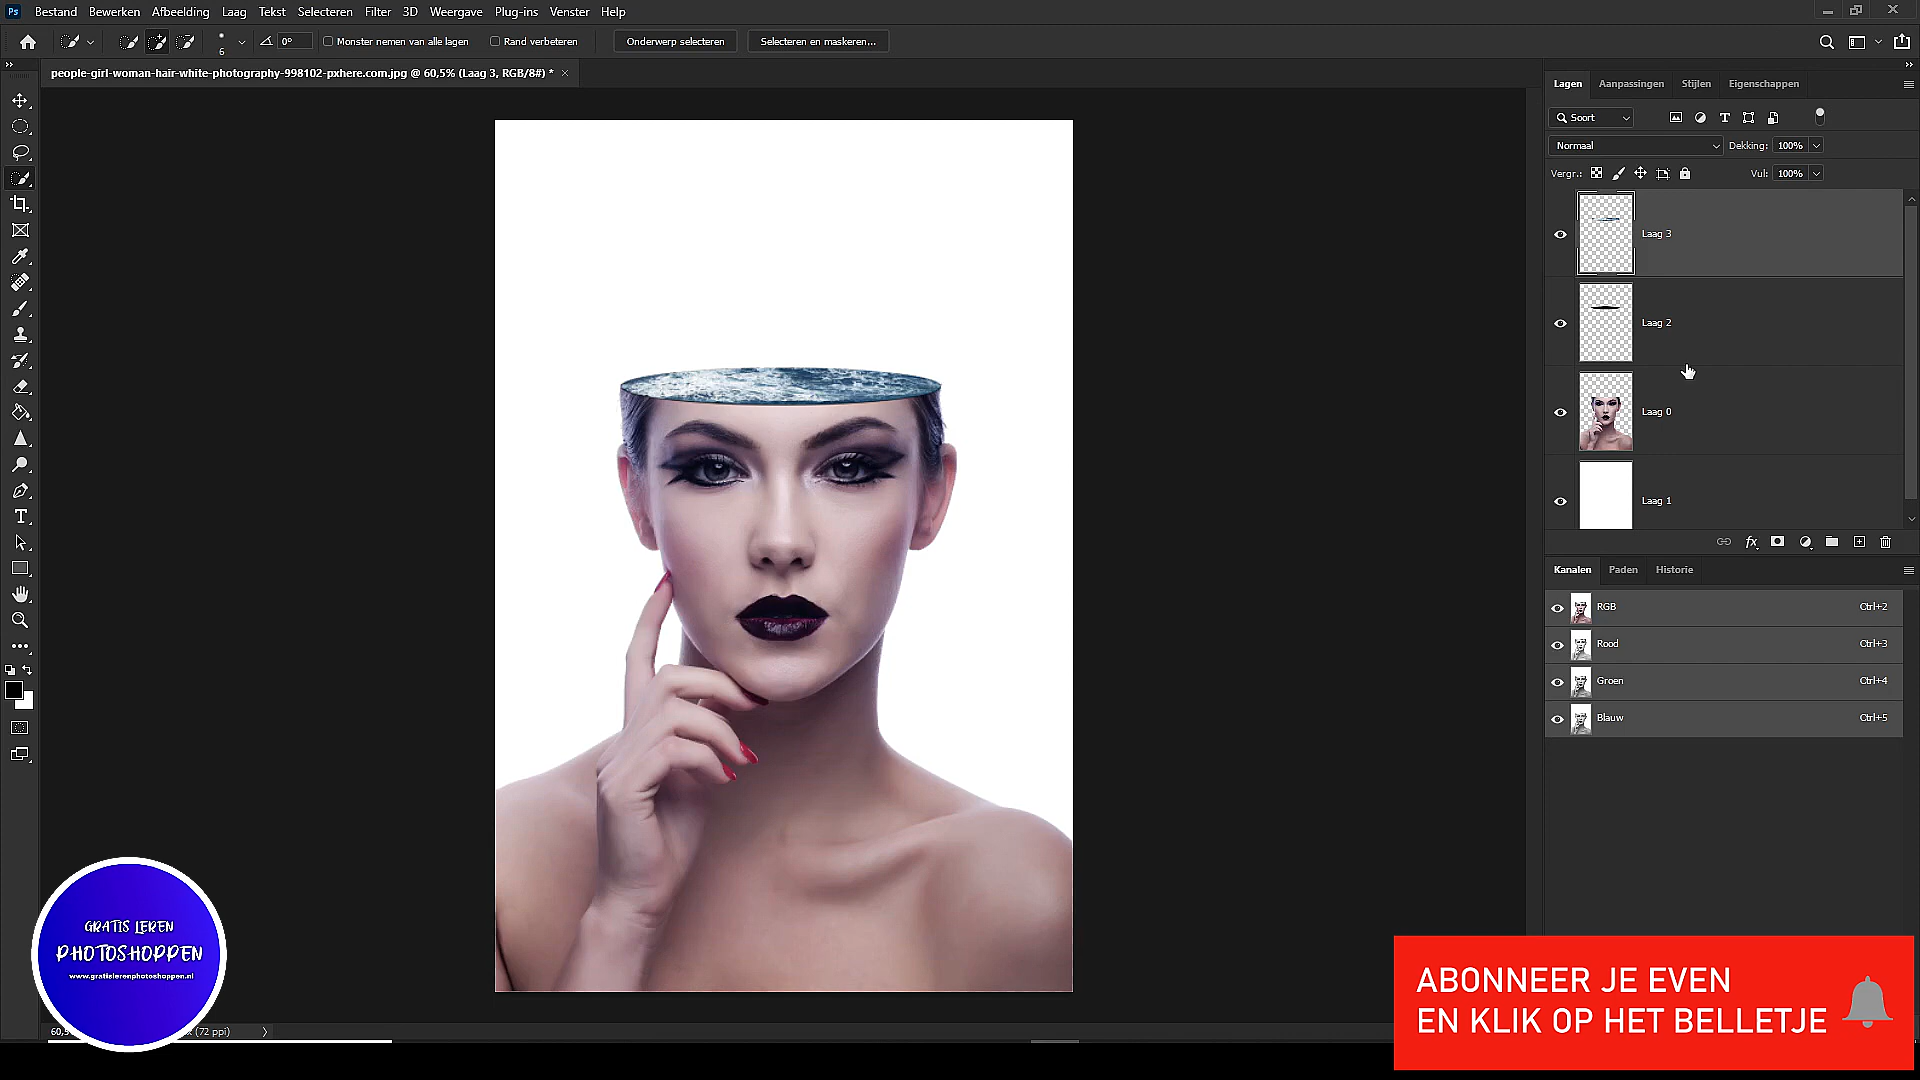 Ps Bestand Bewerken Afbeelding Laag Tekst Selecteren Filter 3D Weergave Plug-ins Venster Help
6 0° Monster nemen van alle lagen Rand verbeteren Onderwerp selecteren Selecteren en maskeren...
people-girl-woman-hair-white-photography-998102-pxhere.com.jpg @ 60,5% (Laag 3, RGB/8#) *
Lagen Aanpassingen Stijlen Eigenschappen
Soort
Normaal Dekking: 100%
Vergr.: Vul: 100%
Laag 3
Laag 2
Laag 0
Laag 1
fx
Kanalen Paden Historie
RGB Ctrl+2
Rood Ctrl+3
Groen Ctrl+4
Blauw Ctrl+5
GRATIS LEREN
PHOTOSHOPPEN
www.gratislerenphotoshoppen.nl
(72 ppi)
ABONNEER JE EVEN
EN KLIK OP HET BELLETJE